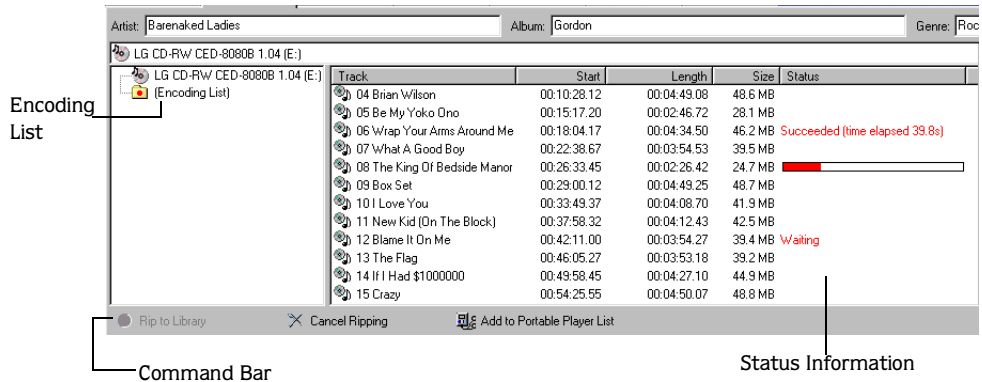 Artist: Barenaked Ladies Album: Gordon Genre: Roc
LG CD-RW CED-8080B 1.04 (E:)
LG CD-RW CED-8080B 1.04 (E:)
(Encoding List)
Encoding
List
Track Start Length Size Status
04 Brian Wilson 00:10:28.12 00:04:49.08 48.6 MB
05 Be My Yoko Ono 00:15:17.20 00:02:46.72 28.1 MB
06 Wrap Your Arms Around Me 00:18:04.17 00:04:34.50 46.2 MB Succeeded (time elapsed 39.8s)
07 What A Good Boy 00:22:38.67 00:03:54.53 39.5 MB
08 The King Of Bedside Manor 00:26:33.45 00:02:26.42 24.7 MB
09 Box Set 00:29:00.12 00:04:49.25 48.7 MB
10 I Love You 00:33:49.37 00:04:08.70 41.9 MB
11 New Kid (On The Block) 00:37:58.32 00:04:12.43 42.5 MB
12 Blame It On Me 00:42:11.00 00:03:54.27 39.4 MB Waiting
13 The Flag 00:46:05.27 00:03:53.18 39.2 MB
14 If I Had $1000000 00:49:58.45 00:04:27.10 44.9 MB
15 Crazy 00:54:25.55 00:04:50.07 48.8 MB
Rip to Library Cancel Ripping Add to Portable Player List
Command Bar
Status Information